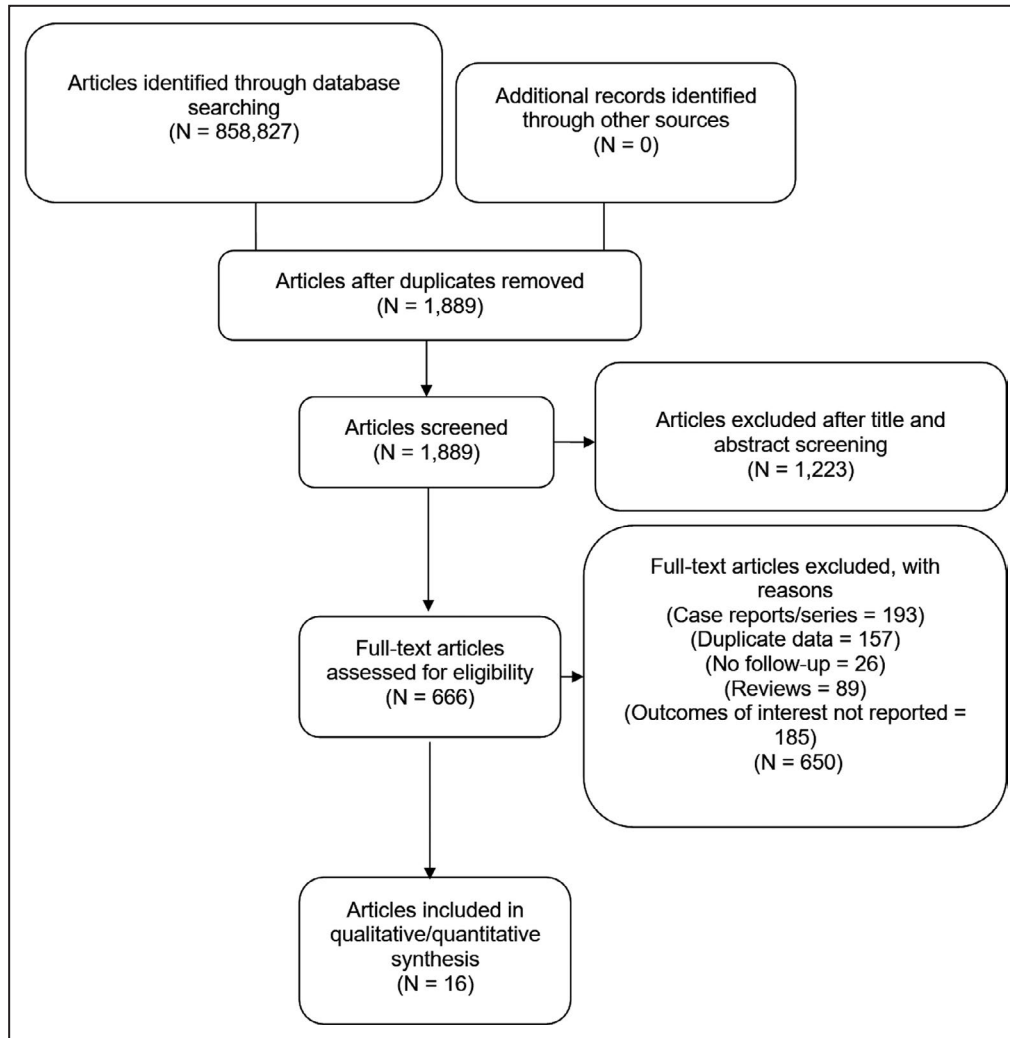 Articles identified through database
searching
(N = 858,827)
Additional records identified
through other sources
(N = 0)
Articles after duplicates removed
(N = 1,889)
Articles screened
(N = 1,889)
Articles excluded after title and
abstract screening
(N = 1,223)
Full-text articles
assessed for eligibility
(N = 666)
Full-text articles excluded, with
reasons
(Case reports/series = 193)
(Duplicate data = 157)
(No follow-up = 26)
(Reviews = 89)
(Outcomes of interest not reported =
185)
(N = 650)
Articles included in
qualitative/quantitative
synthesis
(N = 16)